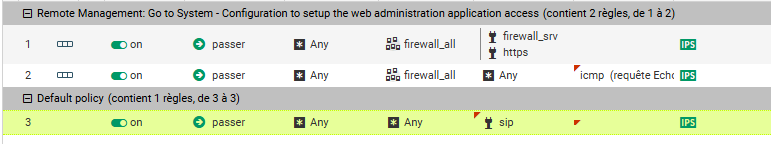 Remote Management: Go to System - Configuration to setup the web administration application access (contient 2 règles, de 1 à 2)
1 on passer Any firewall_all firewall_srv IPS
https
2 on passer Any firewall_all Any icmp (requête Echo IPS
Default policy (contient 1 règles, de 3 à 3)
3 on passer Any Any sip IPS